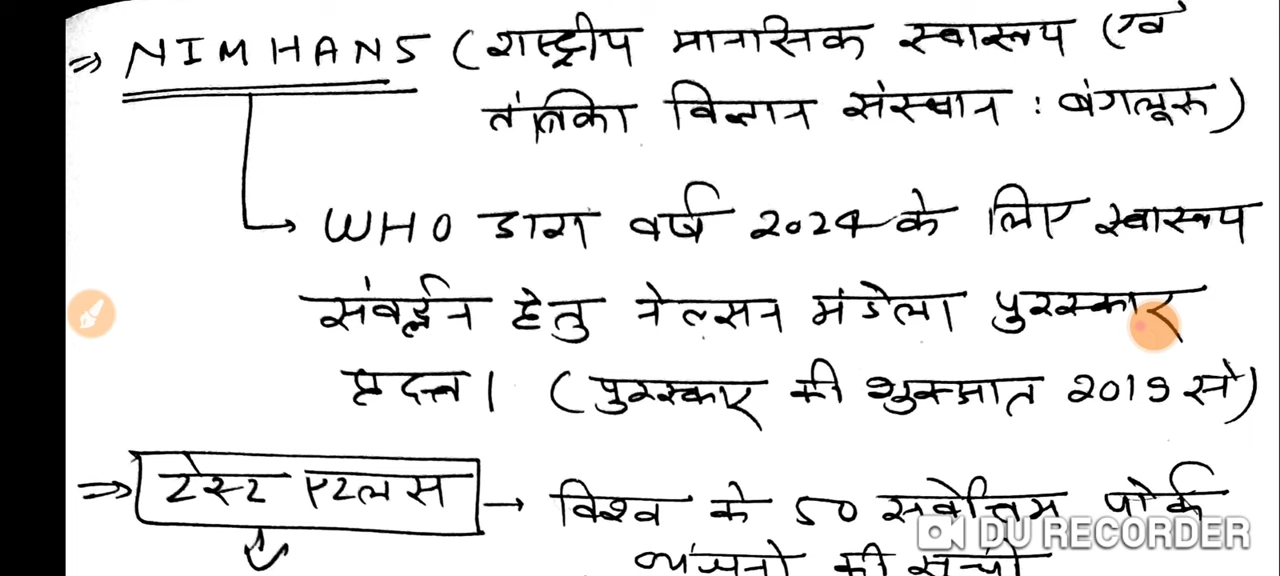 ⇒ NIMHANS (राष्ट्रीय मानसिक स्वास्थ्य एवं
तंत्रिका विज्ञान संस्थान : बंगलूरू)
→ WHO द्वारा वर्ष 2024 के लिए स्वास्थ्य
संवर्द्धन हेतु नेल्सन मंडेला पुरस्कार
प्रदत्त। (पुरस्कार की शुरूआत 2019 से)
⇒ टेस्ट एटलस → विश्व के 50 सर्वोत्तम पोर्क
व्यंजनों की सूची
DU RECORDER